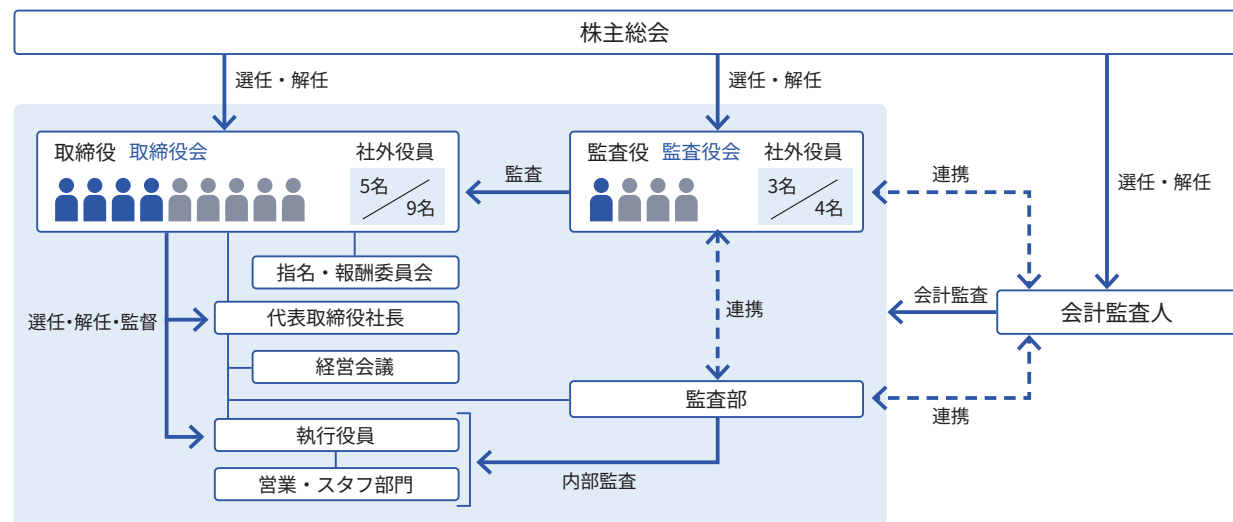 株主総会
選任・解任
選任・解任
選任・解任
取締役 取締役会 社外役員
5名
9名
監査
監査役 監査役会 社外役員
3名
4名
連携
指名・報酬委員会
代表取締役社長
選任・解任・監督
経営会議
連携
会計監査
会計監査人
監査部
連携
執行役員
営業・スタフ部門
内部監査